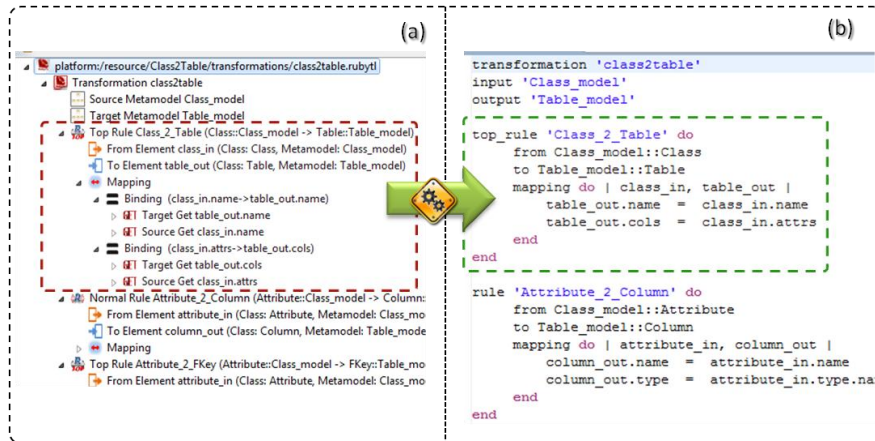 (a)
platform:/resource/Class2Table/transformations/class2table.rubytl
Transformation class2table
Source Metamodel Class_model
Target Metamodel Table_model
Top Rule Class_2_Table (Class::Class_model -> Table::Table_model)
From Element class_in (Class: Class, Metamodel: Class_model)
To Element table_out (Class: Table, Metamodel: Table_model)
Mapping
Binding (class_in.name->table_out.name)
GET Target Get table_out.name
GET Source Get class_in.name
Binding (class_in.attrs->table_out.cols)
GET Target Get table_out.cols
GET Source Get class_in.attrs
Normal Rule Attribute_2_Column (Attribute::Class_model -> Column:
From Element attribute_in (Class: Attribute, Metamodel: Class_mo
To Element column_out (Class: Column, Metamodel: Table_mode
Mapping
Top Rule Attribute_2_FKey (Attribute::Class_model -> FKey::Table_mo
From Element attribute_in (Class: Attribute, Metamodel: Class_mo
(b)
transformation 'class2table'
input 'Class_model'
output 'Table_model'
top_rule 'Class_2_Table' do
from Class_model::Class
to Table_model::Table
mapping do | class_in, table_out |
table_out.name = class_in.name
table_out.cols = class_in.attrs
end
end
rule 'Attribute_2_Column' do
from Class_model::Attribute
to Table_model::Column
mapping do | attribute_in, column_out |
column_out.name = attribute_in.name
column_out.type = attribute_in.type.na
end
end